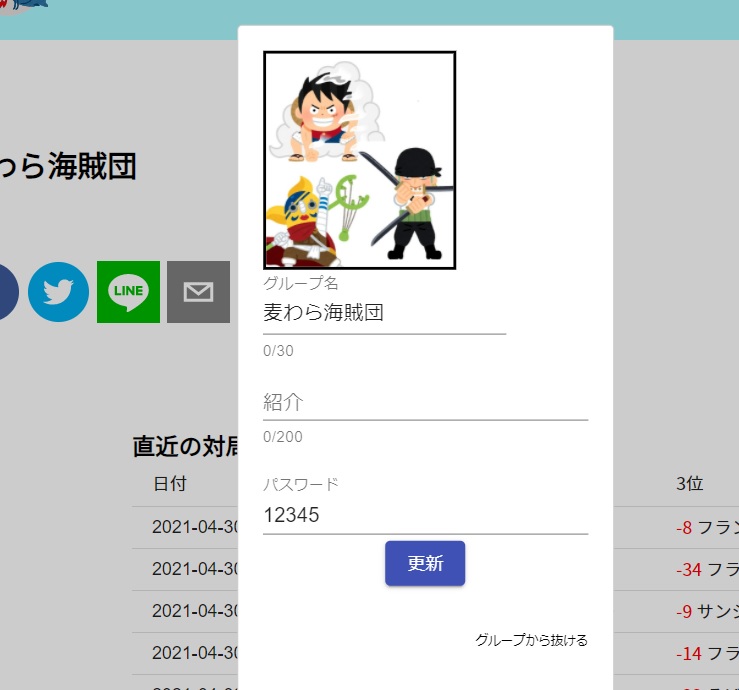 わら海賊団
LINE
グループ名
麦わら海賊団
0/30
紹介
0/200
パスワード
12345
更新
グループから抜ける
直近の対局
日付 3位
2021-04-30 -8 フラン
2021-04-30 -34 フラ
2021-04-30 -9 サンジ
2021-04-30 -14 フラ